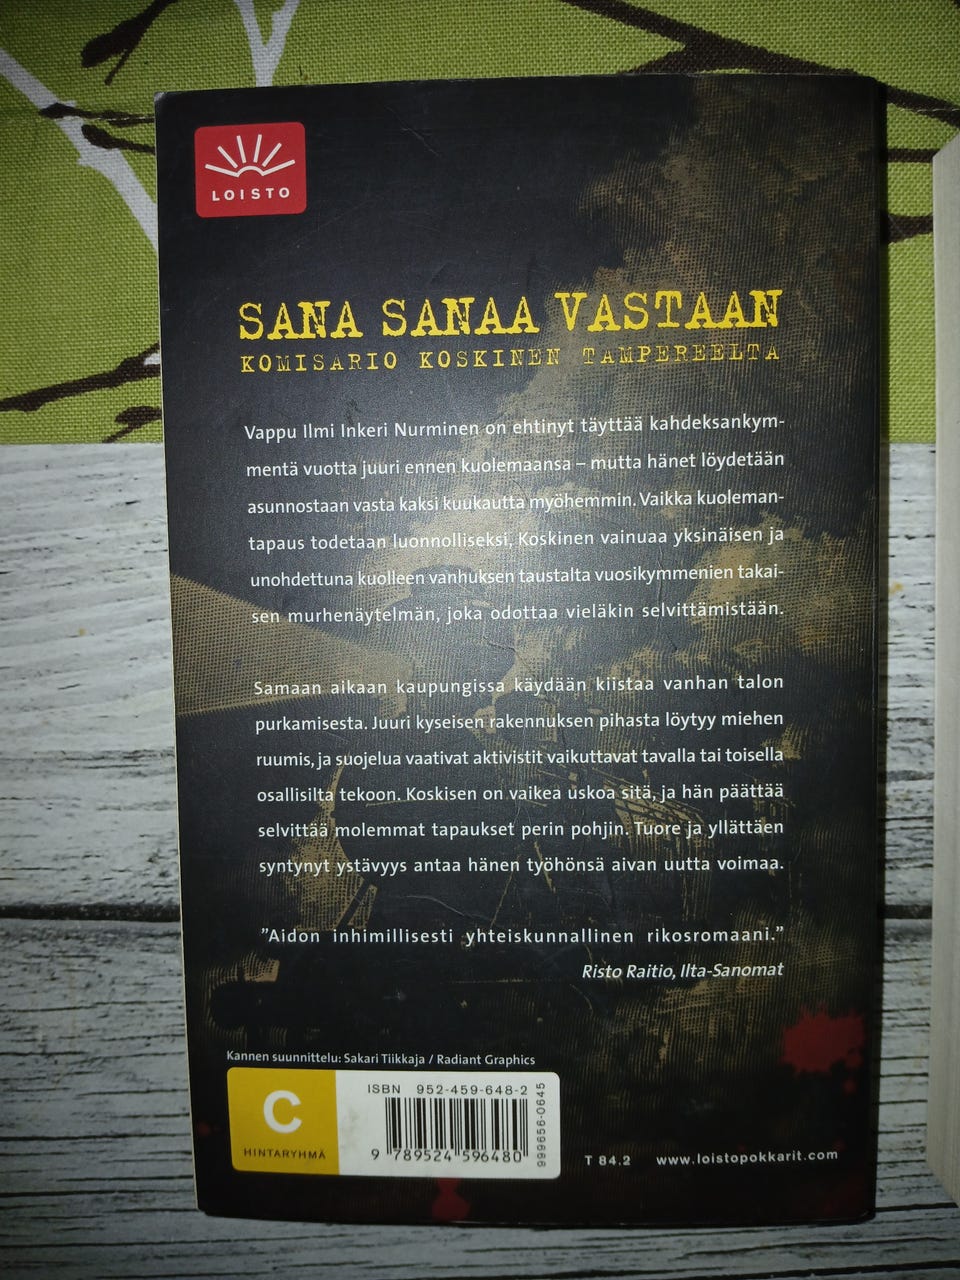 LOISTO
SANA SANAA VASTAAN
KOMISARIO KOSKINEN TAMPEREELTA
Vappu Ilmi Inkeri Nurminen on ehtinyt täyttää kahdeksankym-
mentä vuotta juuri ennen kuolemaansa – mutta hänet löydetään
asunnostaan vasta kaksi kuukautta myöhemmin. Vaikka kuoleman-
tapaus todetaan luonnolliseksi, Koskinen vainuaa yksinäisen ja
unohdettuna kuolleen vanhuksen taustalta vuosikymmenien takai-
sen murhenäytelmän, joka odottaa vieläkin selvittämistään.
Samaan aikaan kaupungissa käydään kiistaa vanhan talon
purkamisesta. Juuri kyseisen rakennuksen pihasta löytyy miehen
ruumis, ja suojelua vaativat aktivistit vaikuttavat tavalla tai toisella
osallisilta tekoon. Koskisen on vaikea uskoa sitä, ja hän päättää
selvittää molemmat tapaukset perin pohjin. Tuore ja yllättäen
syntynyt ystävyys antaa hänen työhönsä aivan uutta voimaa.
”Aidon inhimillisesti yhteiskunnallinen rikosromaani.”
Risto Raitio, Ilta-Sanomat
Kannen suunnittelu: Sakari Tiikkaja / Radiant Graphics
C
HINTARYHMÄ
ISBN 952-459-648-2
9 789524 596480
999656-0645
T 84.2 www.loistopokkarit.com